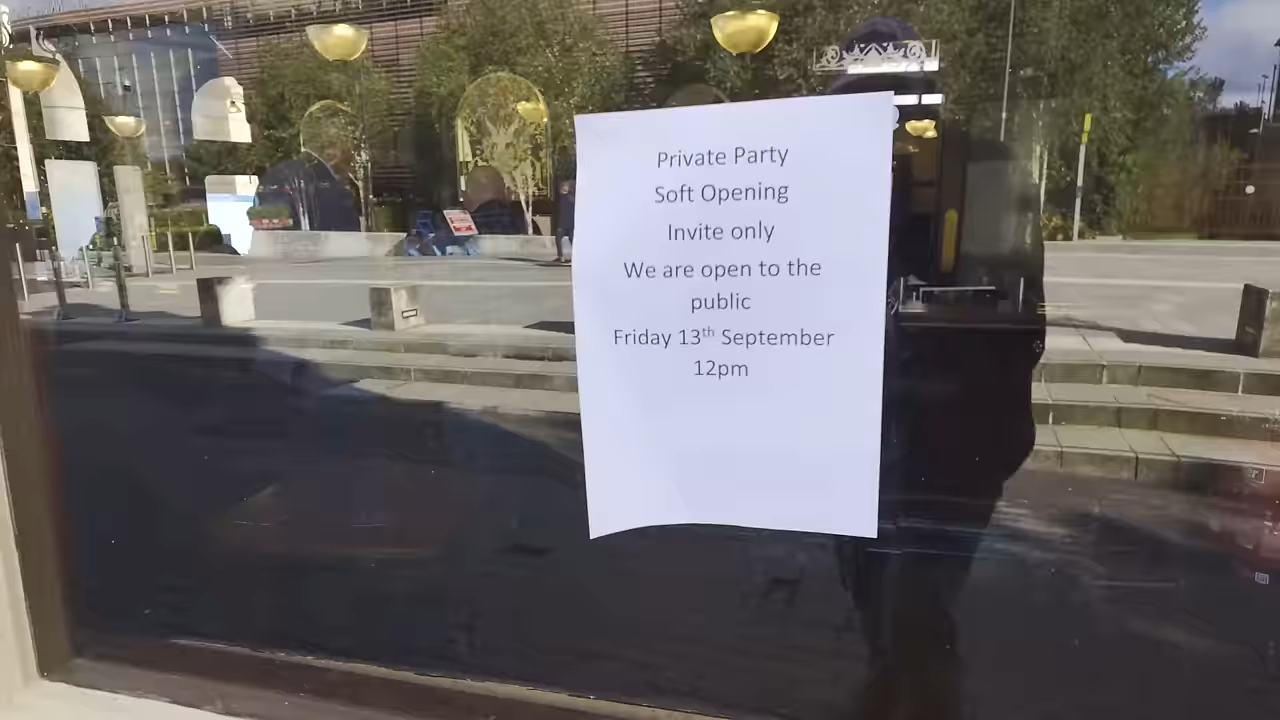 Private Party
Soft Opening
Invite only
We are open to the
public
Friday 13th September
12pm